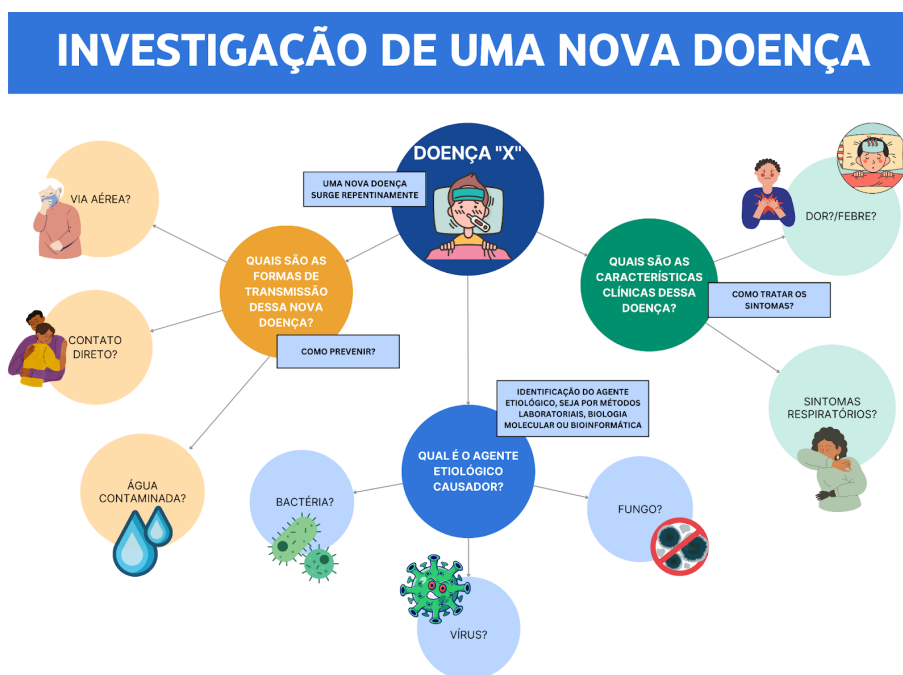 INVESTIGAÇÃO DE UMA NOVA DOENÇA
DOENÇA "X"
UMA NOVA DOENÇA
SURGE REPENTINAMENTE
VIA AÉREA?
CONTATO
DIRETO?
ÁGUA
CONTAMINADA?
QUAIS SÃO AS
FORMAS DE
TRANSMISSÃO
DESSA NOVA
DOENÇA?
COMO PREVENIR?
QUAIS SÃO AS
CARACTERÍSTICAS
CLÍNICAS DESSA
DOENÇA?
COMO TRATAR OS
SINTOMAS?
DOR?/FEBRE?
SINTOMAS
RESPIRATÓRIOS?
IDENTIFICAÇÃO DO AGENTE
ETIOLÓGICO, SEJA POR MÉTODOS
LABORATORIAIS, BIOLOGIA
MOLECULAR OU BIOINFORMÁTICA
QUAL É O AGENTE
ETIOLÓGICO
CAUSADOR?
BACTÉRIA?
VÍRUS?
FUNGO?